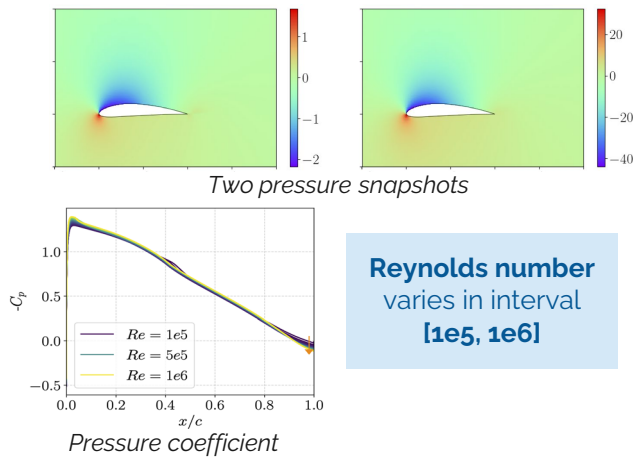 1
0
−1
−2
20
0
−20
−40
Two pressure snapshots
1.0
0.5
0.0
−0.5
-Cp
Re = 1e5
Re = 5e5
Re = 1e6
0.0 0.2 0.4 0.6 0.8 1.0
x/c
Pressure coefficient
Reynolds number
varies in interval
[1e5, 1e6]